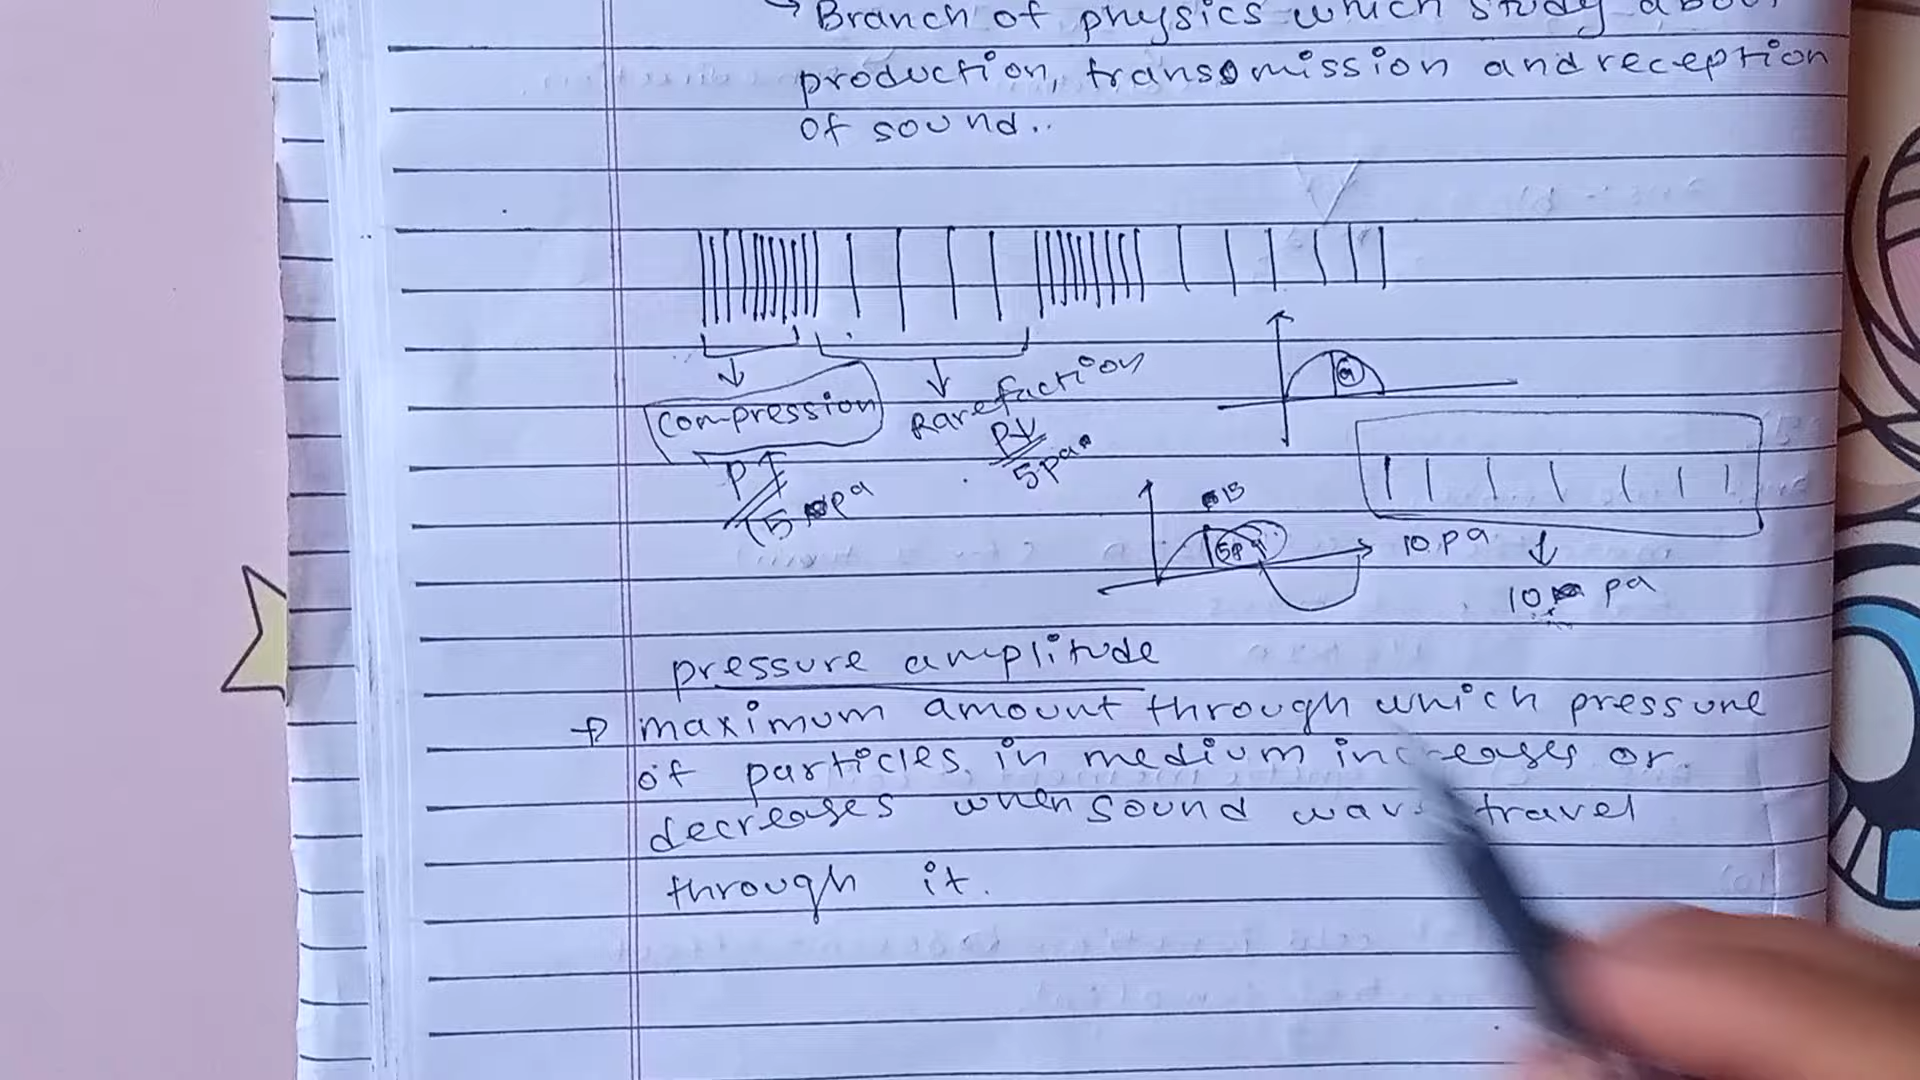 Branch of physics which study about
production, transmission and reception
of sound..
compression
Rarefaction
P↑
15 pa
P↓
5pa
a
15
5pa
10 pa
10 pa
pressure amplitude
→ maximum amount through which pressure
of particles in medium increases or
decreases when sound wave travel
through it.